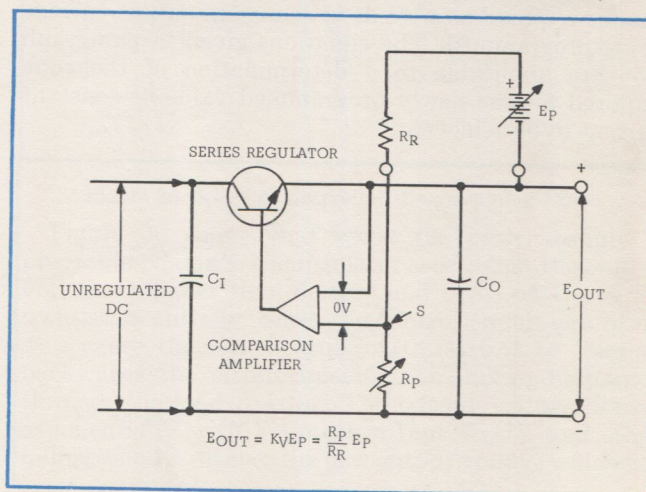 +
EP
-
RR
SERIES REGULATOR
+
CI
UNREGULATED
DC
0V
S
CO
EOUT
COMPARISON
AMPLIFIER
RP
-
EOUT = KVEP = RP/RR EP